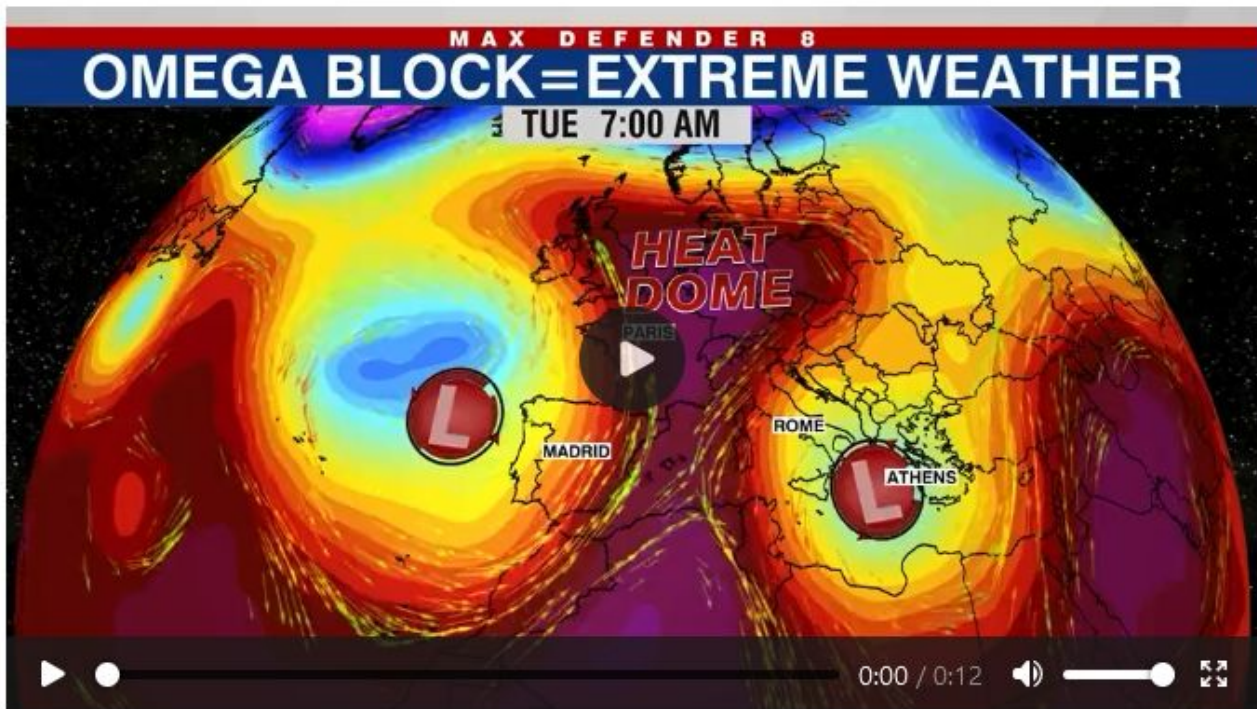 MAX DEFENDER 8
OMEGA BLOCK=EXTREME WEATHER
TUE 7:00 AM
HEAT
DOME
PARIS
L
ROME
MADRID
L
ATHENS
0:00 / 0:12